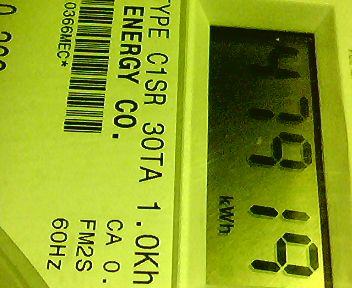 47919
kWh
TYPE C1SR 30TA 1.0Kh
ENERGY CO.
CA 0.
FM2S
60Hz
0366MEC*